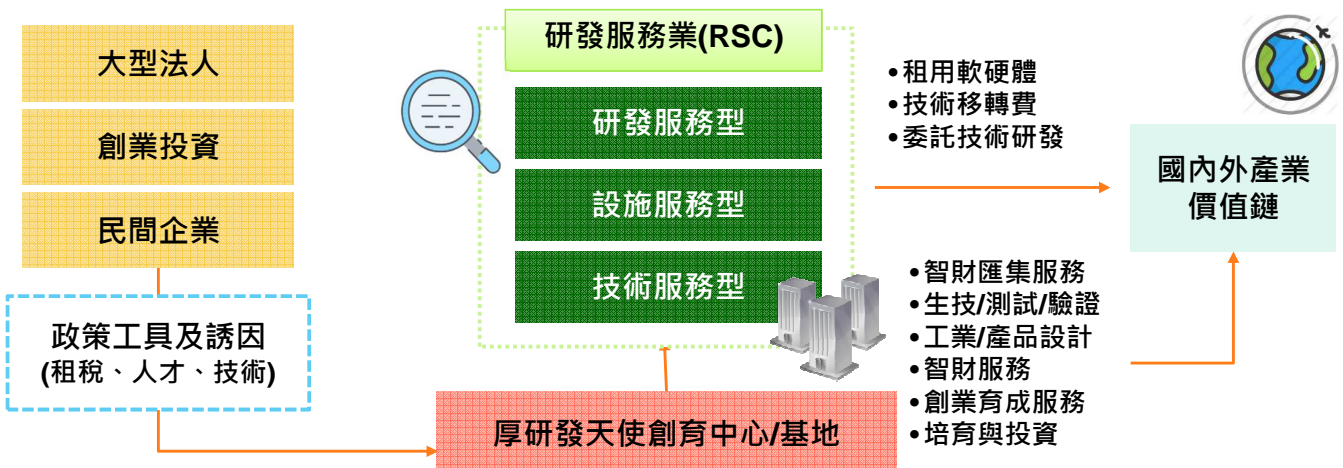 大型法人
創業投資
民間企業
政策工具及誘因
(租稅、人才、技術)
研發服務業(RSC)
研發服務型
設施服務型
技術服務型
厚研發天使創育中心/基地
•租用軟硬體
•技術移轉費
•委託技術研發
•智財匯集服務
•生技/測試/驗證
•工業/產品設計
•智財服務
•創業育成服務
•培育與投資
國內外產業
價值鏈